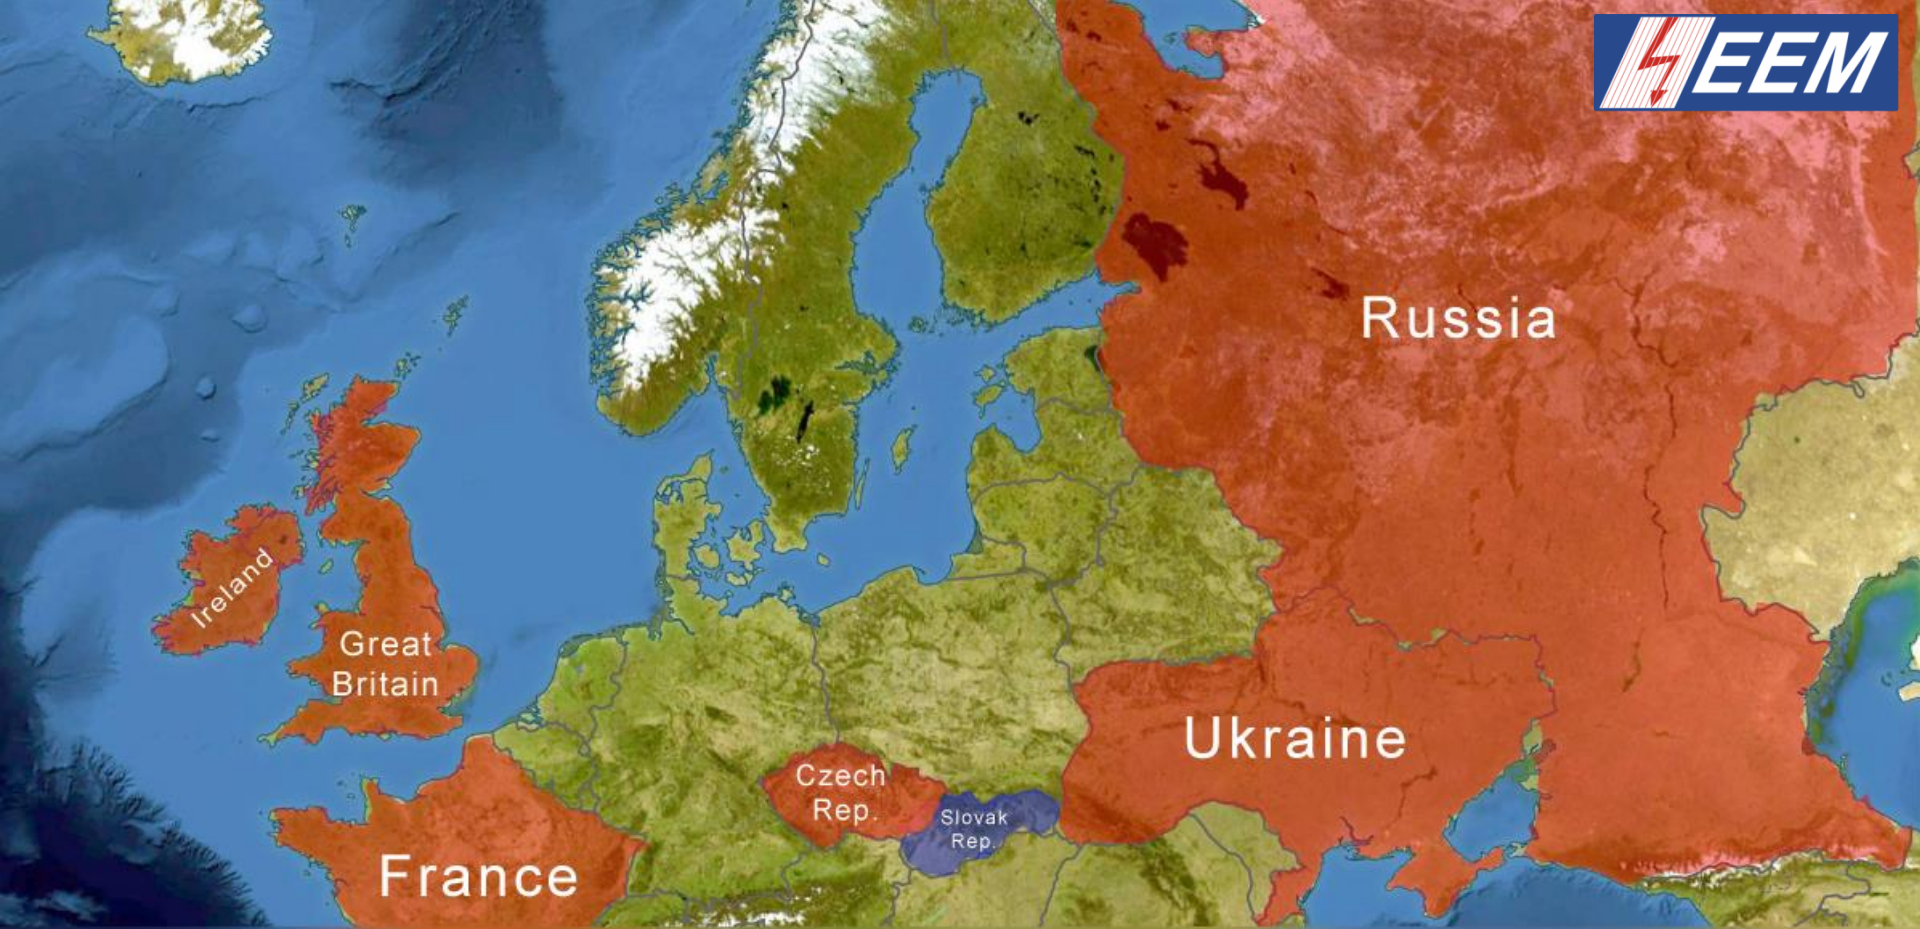 EEM
Russia
Ireland
Great
Britain
Ukraine
Czech
Rep.
Slovak
Rep.
France